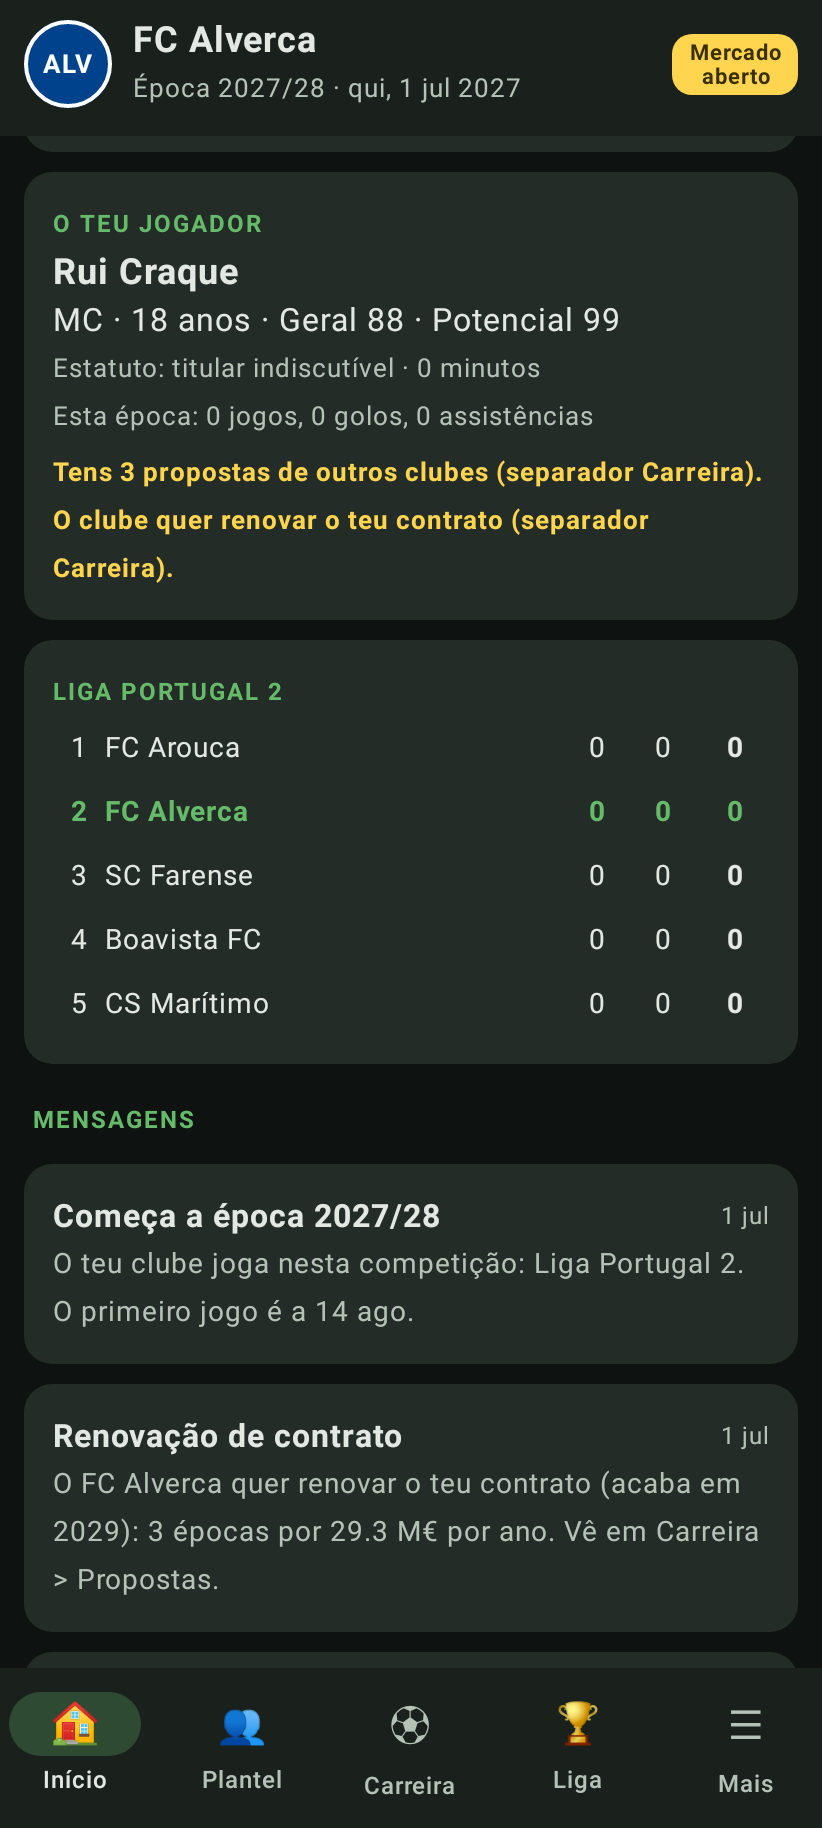 ALV
FC Alverca
Época 2027/28 · qui, 1 jul 2027
Mercado
aberto
O TEU JOGADOR
Rui Craque
MC · 18 anos · Geral 88 · Potencial 99
Estatuto: titular indiscutível · 0 minutos
Esta época: 0 jogos, 0 golos, 0 assistências
Tens 3 propostas de outros clubes (separador Carreira).
O clube quer renovar o teu contrato (separador
Carreira).
LIGA PORTUGAL 2
1 FC Arouca 0 0 0
2 FC Alverca 0 0 0
3 SC Farense 0 0 0
4 Boavista FC 0 0 0
5 CS Marítimo 0 0 0
MENSAGENS
Começa a época 2027/28 1 jul
O teu clube joga nesta competição: Liga Portugal 2.
O primeiro jogo é a 14 ago.
Renovação de contrato 1 jul
O FC Alverca quer renovar o teu contrato (acaba em
2029): 3 épocas por 29.3 M€ por ano. Vê em Carreira
> Propostas.
Início Plantel Carreira Liga Mais